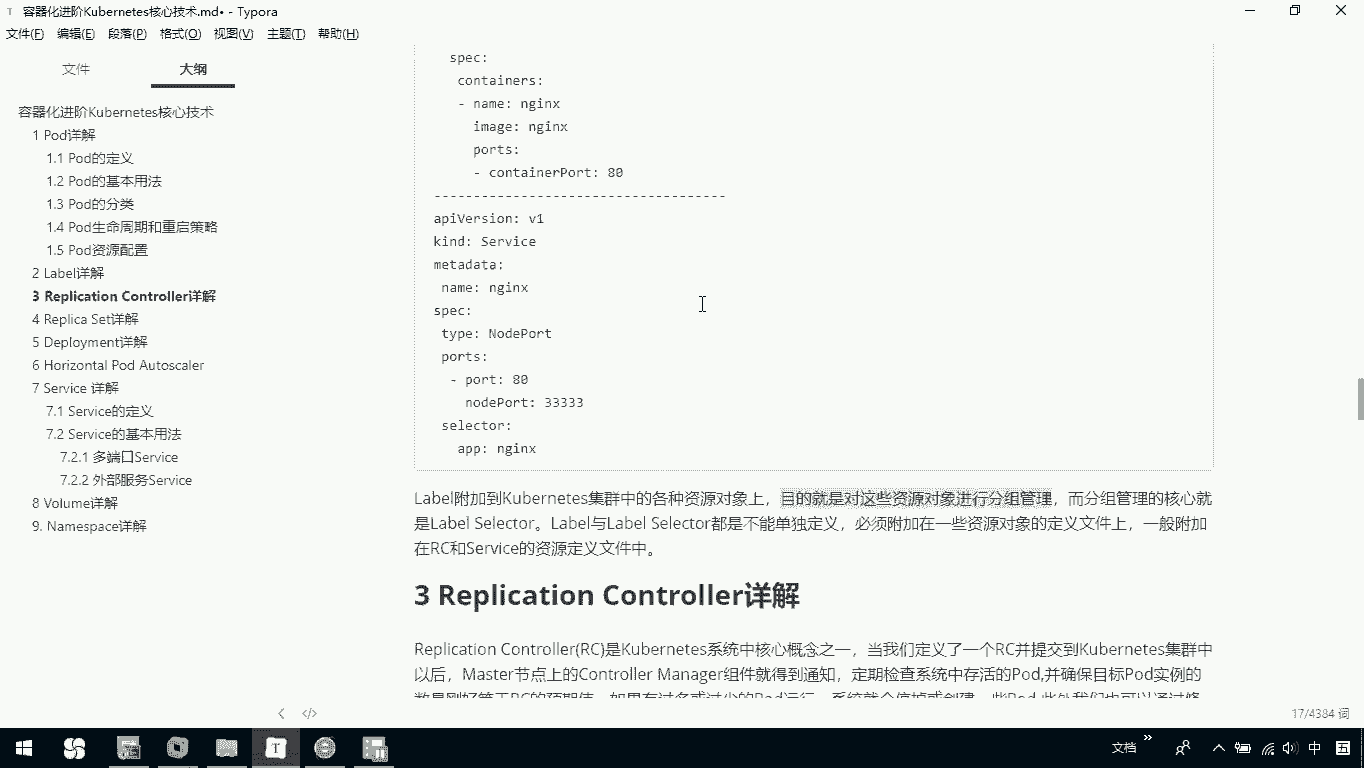 T 容器化进阶Kubernetes核心技术.md• - Typora
文件(F) 编辑(E) 段落(P) 格式(O) 视图(V) 主题(T) 帮助(H)
文件 大纲
容器化进阶Kubernetes核心技术
1 Pod详解
1.1 Pod的定义
1.2 Pod的基本用法
1.3 Pod的分类
1.4 Pod生命周期和重启策略
1.5 Pod资源配置
2 Label详解
3 Replication Controller详解
4 Replica Set详解
5 Deployment详解
6 Horizontal Pod Autoscaler
7 Service 详解
7.1 Service的定义
7.2 Service的基本用法
7.2.1 多端口Service
7.2.2 外部服务Service
8 Volume详解
9. Namespace详解
spec:
containers:
- name: nginx
image: nginx
ports:
- containerPort: 80
-------------------------------------
apiVersion: v1
kind: Service
metadata:
name: nginx
spec:
type: NodePort
ports:
- port: 80
nodePort: 33333
selector:
app: nginx
Label附加到Kubernetes集群中的各种资源对象上，目的就是对这些资源对象进行分组管理，而分组管理的核心就
是Label Selector。Label与Label Selector都是不能单独定义，必须附加在一些资源对象的定义文件上，一般附加
在RC和Service的资源定义文件中。
3 Replication Controller详解
Replication Controller(RC)是Kubernetes系统中核心概念之一，当我们定义了一个RC并提交到Kubernetes集群中
以后，Master节点上的Controller Manager组件就得到通知，定期检查系统中存活的Pod,并确保目标Pod实例的
17/4384 词
文档
中
五